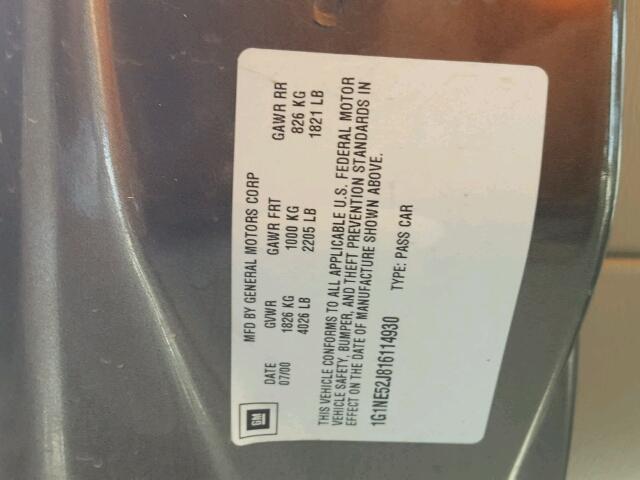 GM
MFD BY GENERAL MOTORS CORP
DATE GVWR GAWR FRT GAWR RR
07/00 1826 KG 1000 KG 826 KG
4026 LB 2205 LB 1821 LB
THIS VEHICLE CONFORMS TO ALL APPLICABLE U.S. FEDERAL MOTOR
VEHICLE SAFETY, BUMPER, AND THEFT PREVENTION STANDARDS IN
EFFECT ON THE DATE OF MANUFACTURE SHOWN ABOVE.
1G1NE52J816114930 TYPE: PASS CAR